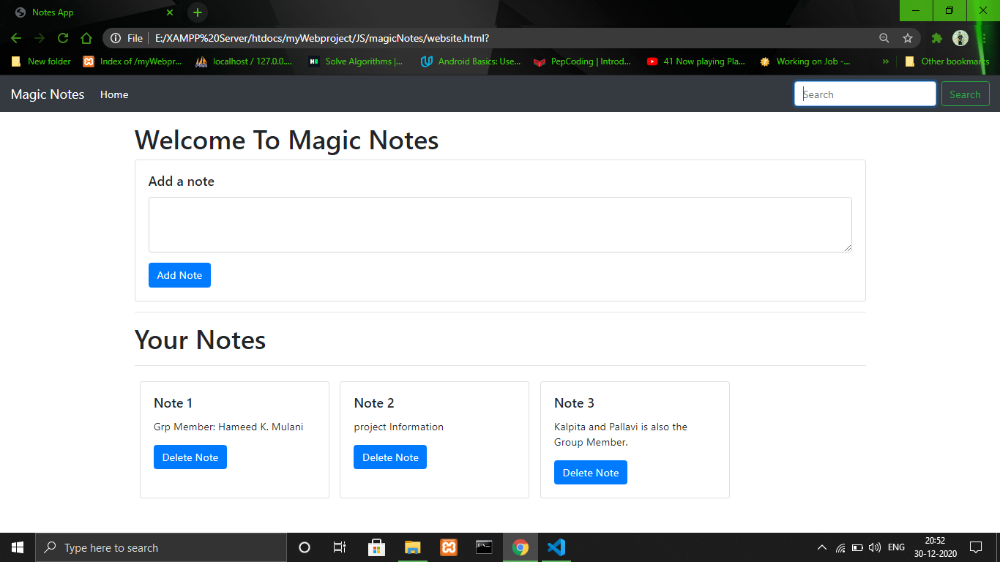 Notes App
File
E:/XAMPP%20Server/htdocs/myWebproject/JS/magicNotes/website.html?
New folder
Index of /myWebpr...
localhost / 127.0.0....
Solve Algorithms |...
Android Basics: Use...
PepCoding | Introd...
41 Now playing Pla...
Working on Job -...
»
Other bookmarks
Magic Notes
Home
Search
Search
Welcome To Magic Notes
Add a note
Add Note
Your Notes
Note 1
Grp Member: Hameed K. Mulani
Delete Note
Note 2
project Information
Delete Note
Note 3
Kalpita and Pallavi is also the
Group Member.
Delete Note
Type here to search
ENG
20:52
30-12-2020